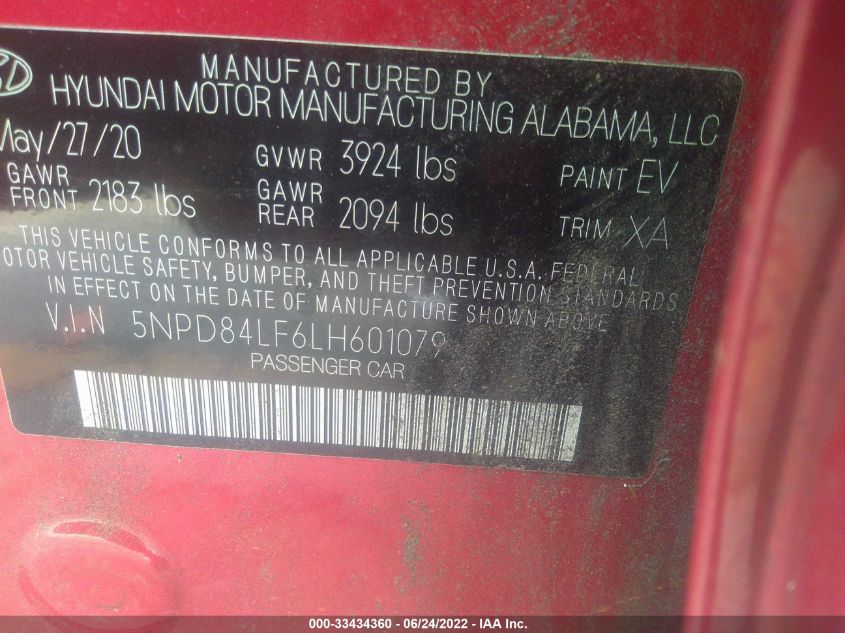 MANUFACTURED BY
HYUNDAI MOTOR MANUFACTURING ALABAMA, LLC
May/27/20 GVWR 3924 lbs PAINT EV
GAWR FRONT 2183 lbs GAWR REAR 2094 lbs TRIM XA
THIS VEHICLE CONFORMS TO ALL APPLICABLE U.S.A. FEDERAL
OTOR VEHICLE SAFETY, BUMPER, AND THEFT PREVENTION STANDARDS
IN EFFECT ON THE DATE OF MANUFACTURE SHOWN ABOVE.
V.I.N 5NPD84LF6LH601079
PASSENGER CAR
000-33434360 - 06/24/2022 - IAA Inc.